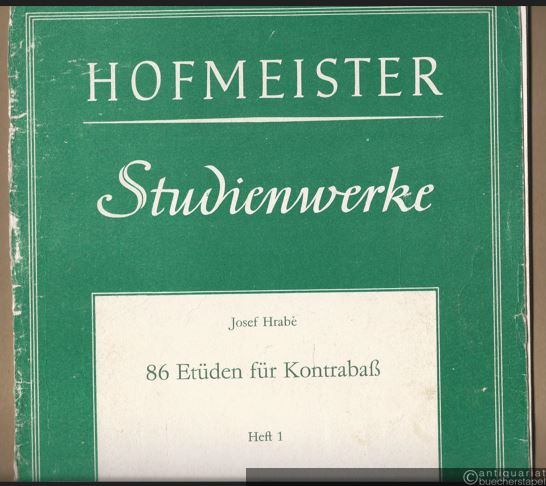 HOFMEISTER
Studienwerke
Josef Hrabě
86 Etüden für Kontrabaß
Heft 1
©antiquariat
buecherstapel